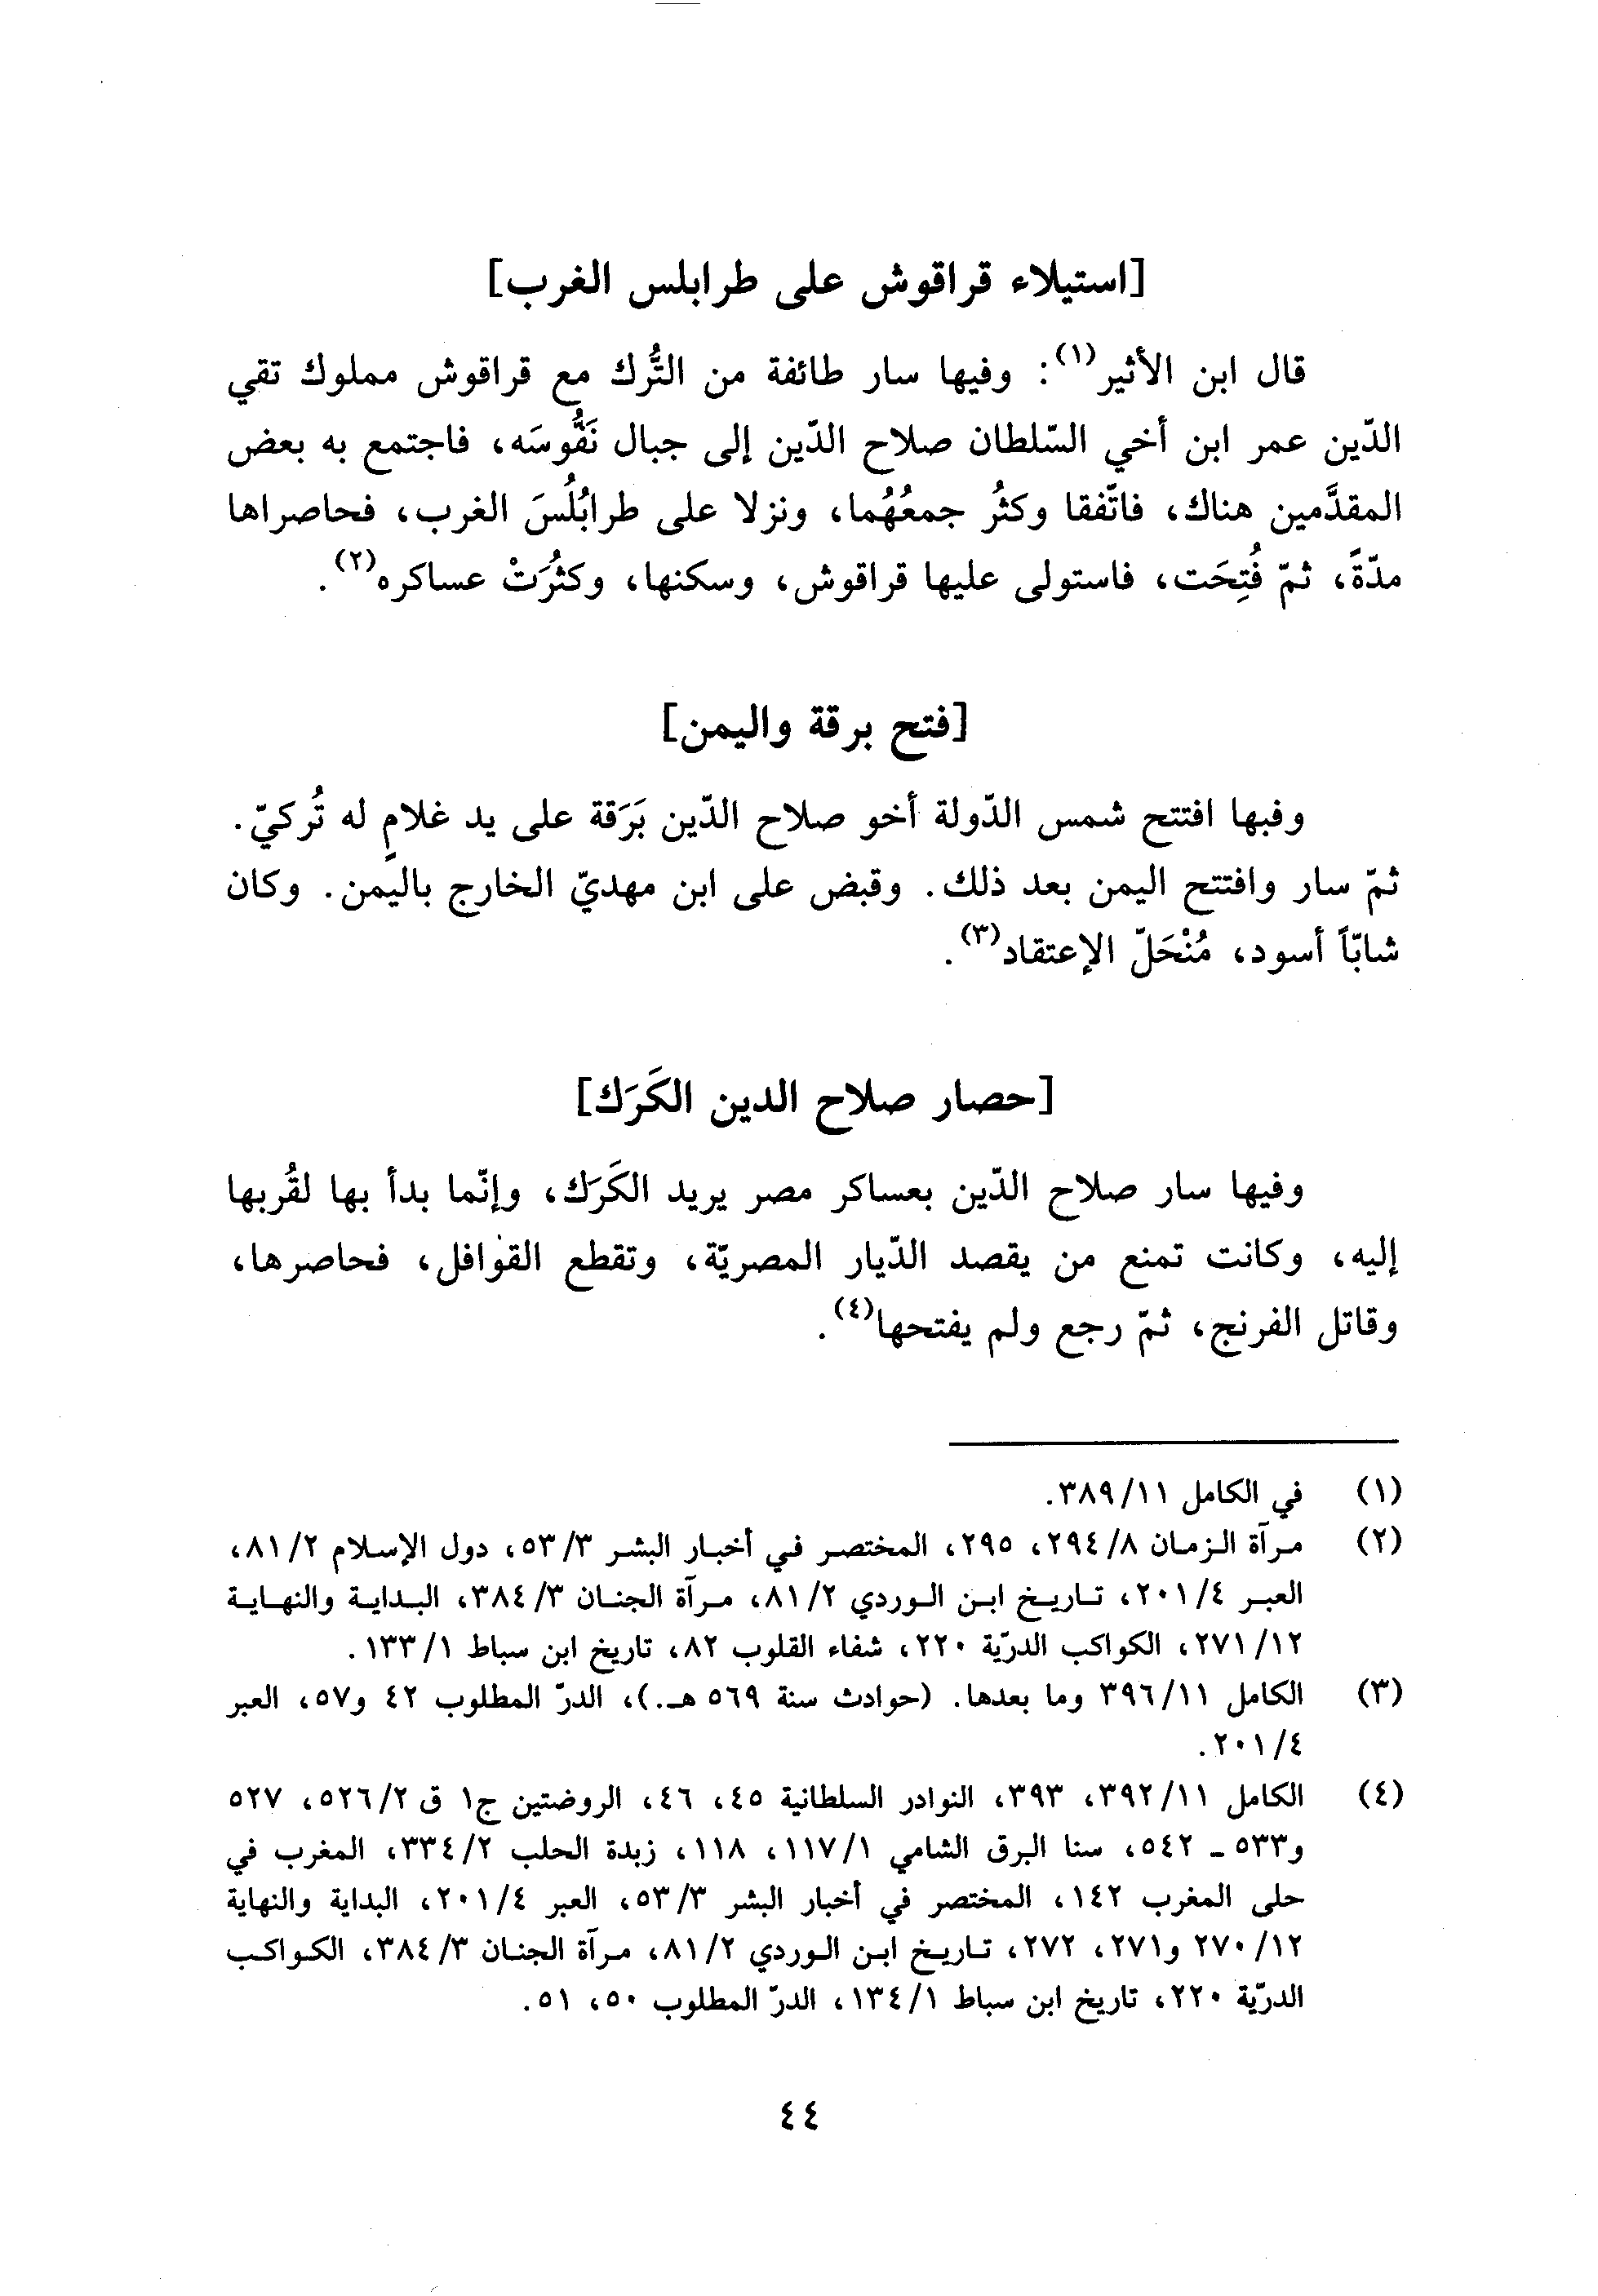 [استيلاء قراقوش على طرابلس الغرب]
قال ابن الأثير(١): وفيها سار طائفة من التُّرك مع قراقوش مملوك تقي
الدّين عمر ابن أخي السّلطان صلاح الدّين إلى جبال نَفُّوسَه، فاجتمع به بعض
المقدَّمين هناك، فاتّفقا وكثُر جمعُهُما، ونزلا على طرابُلُسَ الغرب، فحاصراها
مدّةً، ثمّ فُتِحَت، فاستولى عليها قراقوش، وسكنها، وكثُرَتْ عساكره(٢).
[فتح برقة واليمن]
وفبها افتتح شمس الدّولة أخو صلاح الدّين بَرَقة على يد غلامٍ له تُركيّ.
ثمّ سار وافتتح اليمن بعد ذلك. وقبض على ابن مهديّ الخارج باليمن. وكان
شابّاً أسود، مُنْحَلّ الإعتقاد(٣).
[حصار صلاح الدين الكَرَك]
وفيها سار صلاح الدّين بعساكر مصر يريد الكَرَك، وإنّما بدأ بها لقُربها
إليه، وكانت تمنع من يقصد الدّيار المصريّة، وتقطع القوافل، فحاصرها،
وقاتل الفرنج، ثمّ رجع ولم يفتحها(٤).
(١) في الكامل ٣٨٩/١١.
(٢) مرآة الزمان ٢٩٤/٨، ٢٩٥، المختصر في أخبار البشر ٥٣/٣، دول الإسلام ٨١/٢،
العبر ٢٠١/٤، تاريخ ابن الوردي ٨١/٢، مرآة الجنان ٣٨٤/٣، البداية والنهاية
٢٧١/١٢، الكواكب الدرّية ٢٢٠، شفاء القلوب ٨٢، تاريخ ابن سباط ١٣٣/١.
(٣) الكامل ٣٩٦/١١ وما بعدها. (حوادث سنة ٥٦٩ هـ.)، الدرّ المطلوب ٤٢ و٥٧، العبر
٢٠١/٤.
(٤) الكامل ٣٩٢/١١، ٣٩٣، النوادر السلطانية ٤٥، ٤٦، الروضتين ج١ ق ٥٢٦/٢، ٥٢٧
و٥٣٣ - ٥٤٢، سنا البرق الشامي ١١٧/١، ١١٨، زبدة الحلب ٣٣٤/٢، المغرب في
حلى المغرب ١٤٢، المختصر في أخبار البشر ٥٣/٣، العبر ٢٠١/٤، البداية والنهاية
٢٧٠/١٢ و٢٧١، ٢٧٢، تاريخ ابن الوردي ٨١/٢، مرآة الجنان ٣٨٤/٣، الكواكب
الدرّية ٢٢٠، تاريخ ابن سباط ١٣٤/١، الدرّ المطلوب ٥٠، ٥١.
٤٤